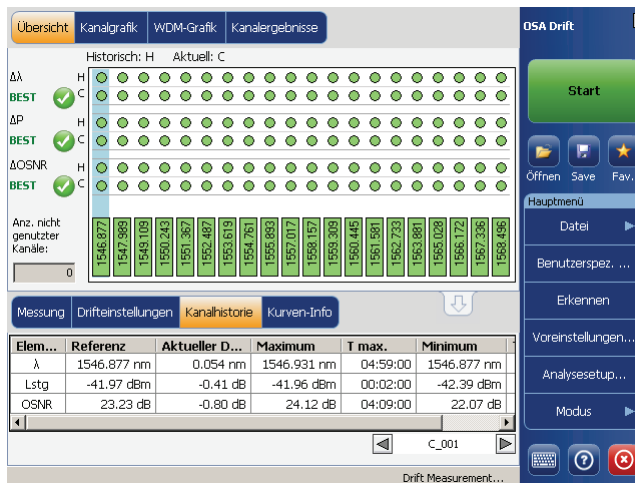 Übersicht Kanalgrafik WDM-Grafik Kanalergebnisse
OSA Drift
Historisch: H Aktuell: C
Δλ H
BEST C
ΔP H
BEST C
ΔOSNR H
BEST C
Anz. nicht
genutzter
Kanäle:
0
1546.877 1547.989 1549.109 1550.243 1551.367 1552.487 1553.619 1554.761 1555.893 1557.017 1558.157 1559.309 1560.445 1561.581 1562.733 1563.881 1565.028 1566.172 1567.336 1568.496
Messung Drifteinstellungen Kanalhistorie Kurven-Info
Elem... Referenz Aktueller D... Maximum T max. Minimum
λ 1546.877 nm 0.054 nm 1546.931 nm 04:59:00 1546.877 nm
Lstg -41.97 dBm -0.41 dB -41.96 dBm 00:02:00 -42.39 dBm
OSNR 23.23 dB -0.80 dB 24.12 dB 04:09:00 22.07 dB
C_001
Drift Measurement...
Start
Öffnen Save Fav.
Hauptmenü
Datei
Benutzerspez. ...
Erkennen
Voreinstellungen...
Analysesetup...
Modus
?